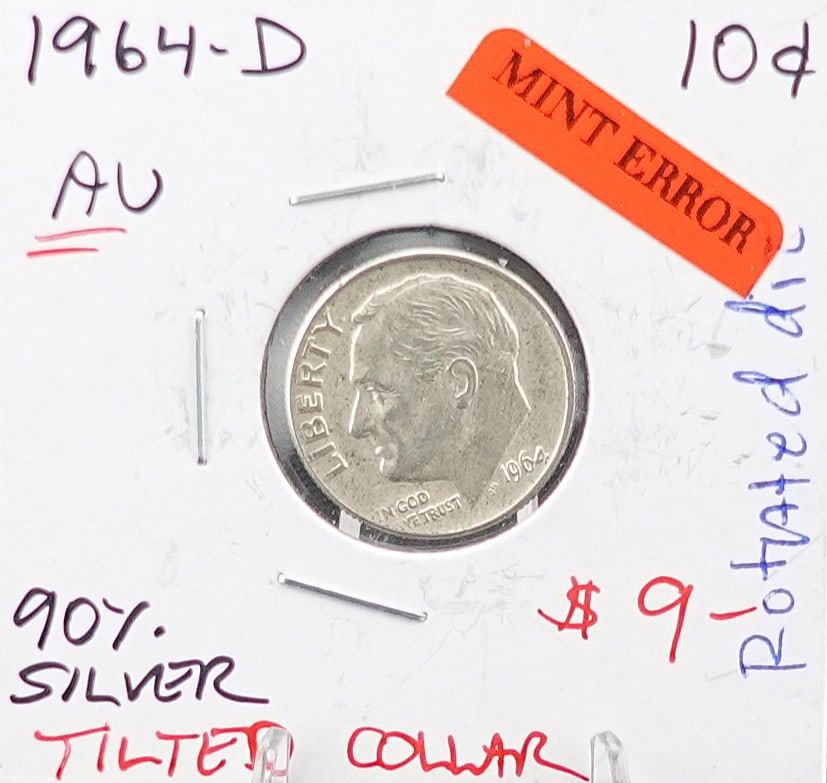 1964-D
10¢
MINT ERROR
AU
LIBERTY
IN GOD
WE TRUST
1964
90%
SILVER
$9-
TILTED COLLAR
Rotated die